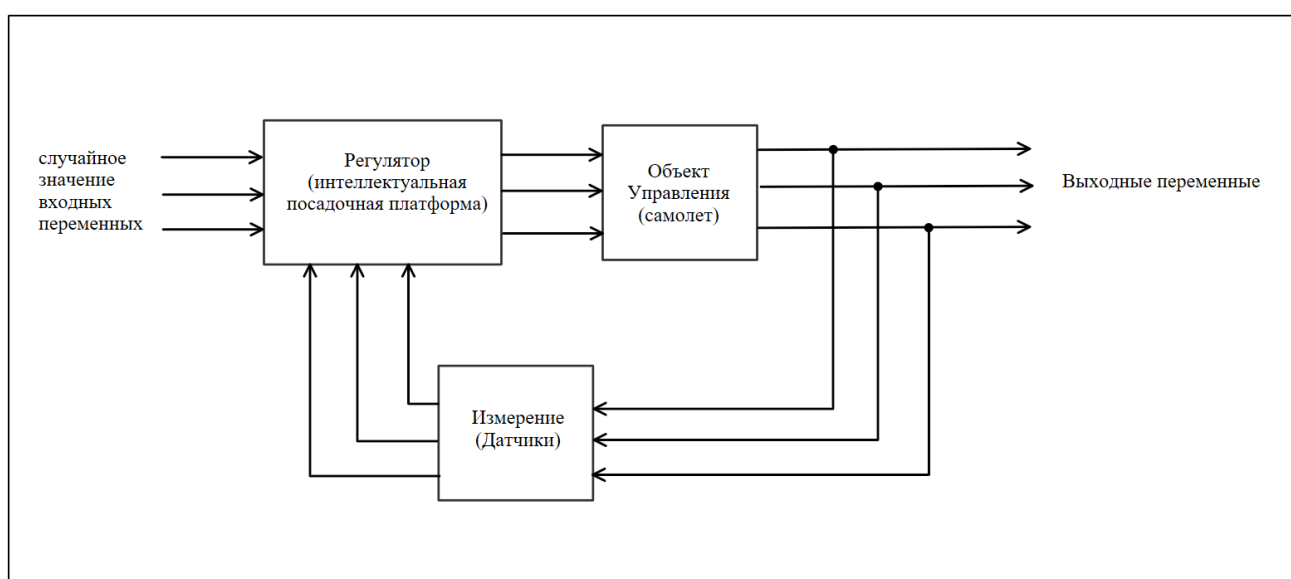 случайное
значение
входных
переменных
Регулятор
(интеллектуальная
посадочная платформа)
Объект
Управления
(самолет)
Выходные переменные
Измерение
(Датчики)